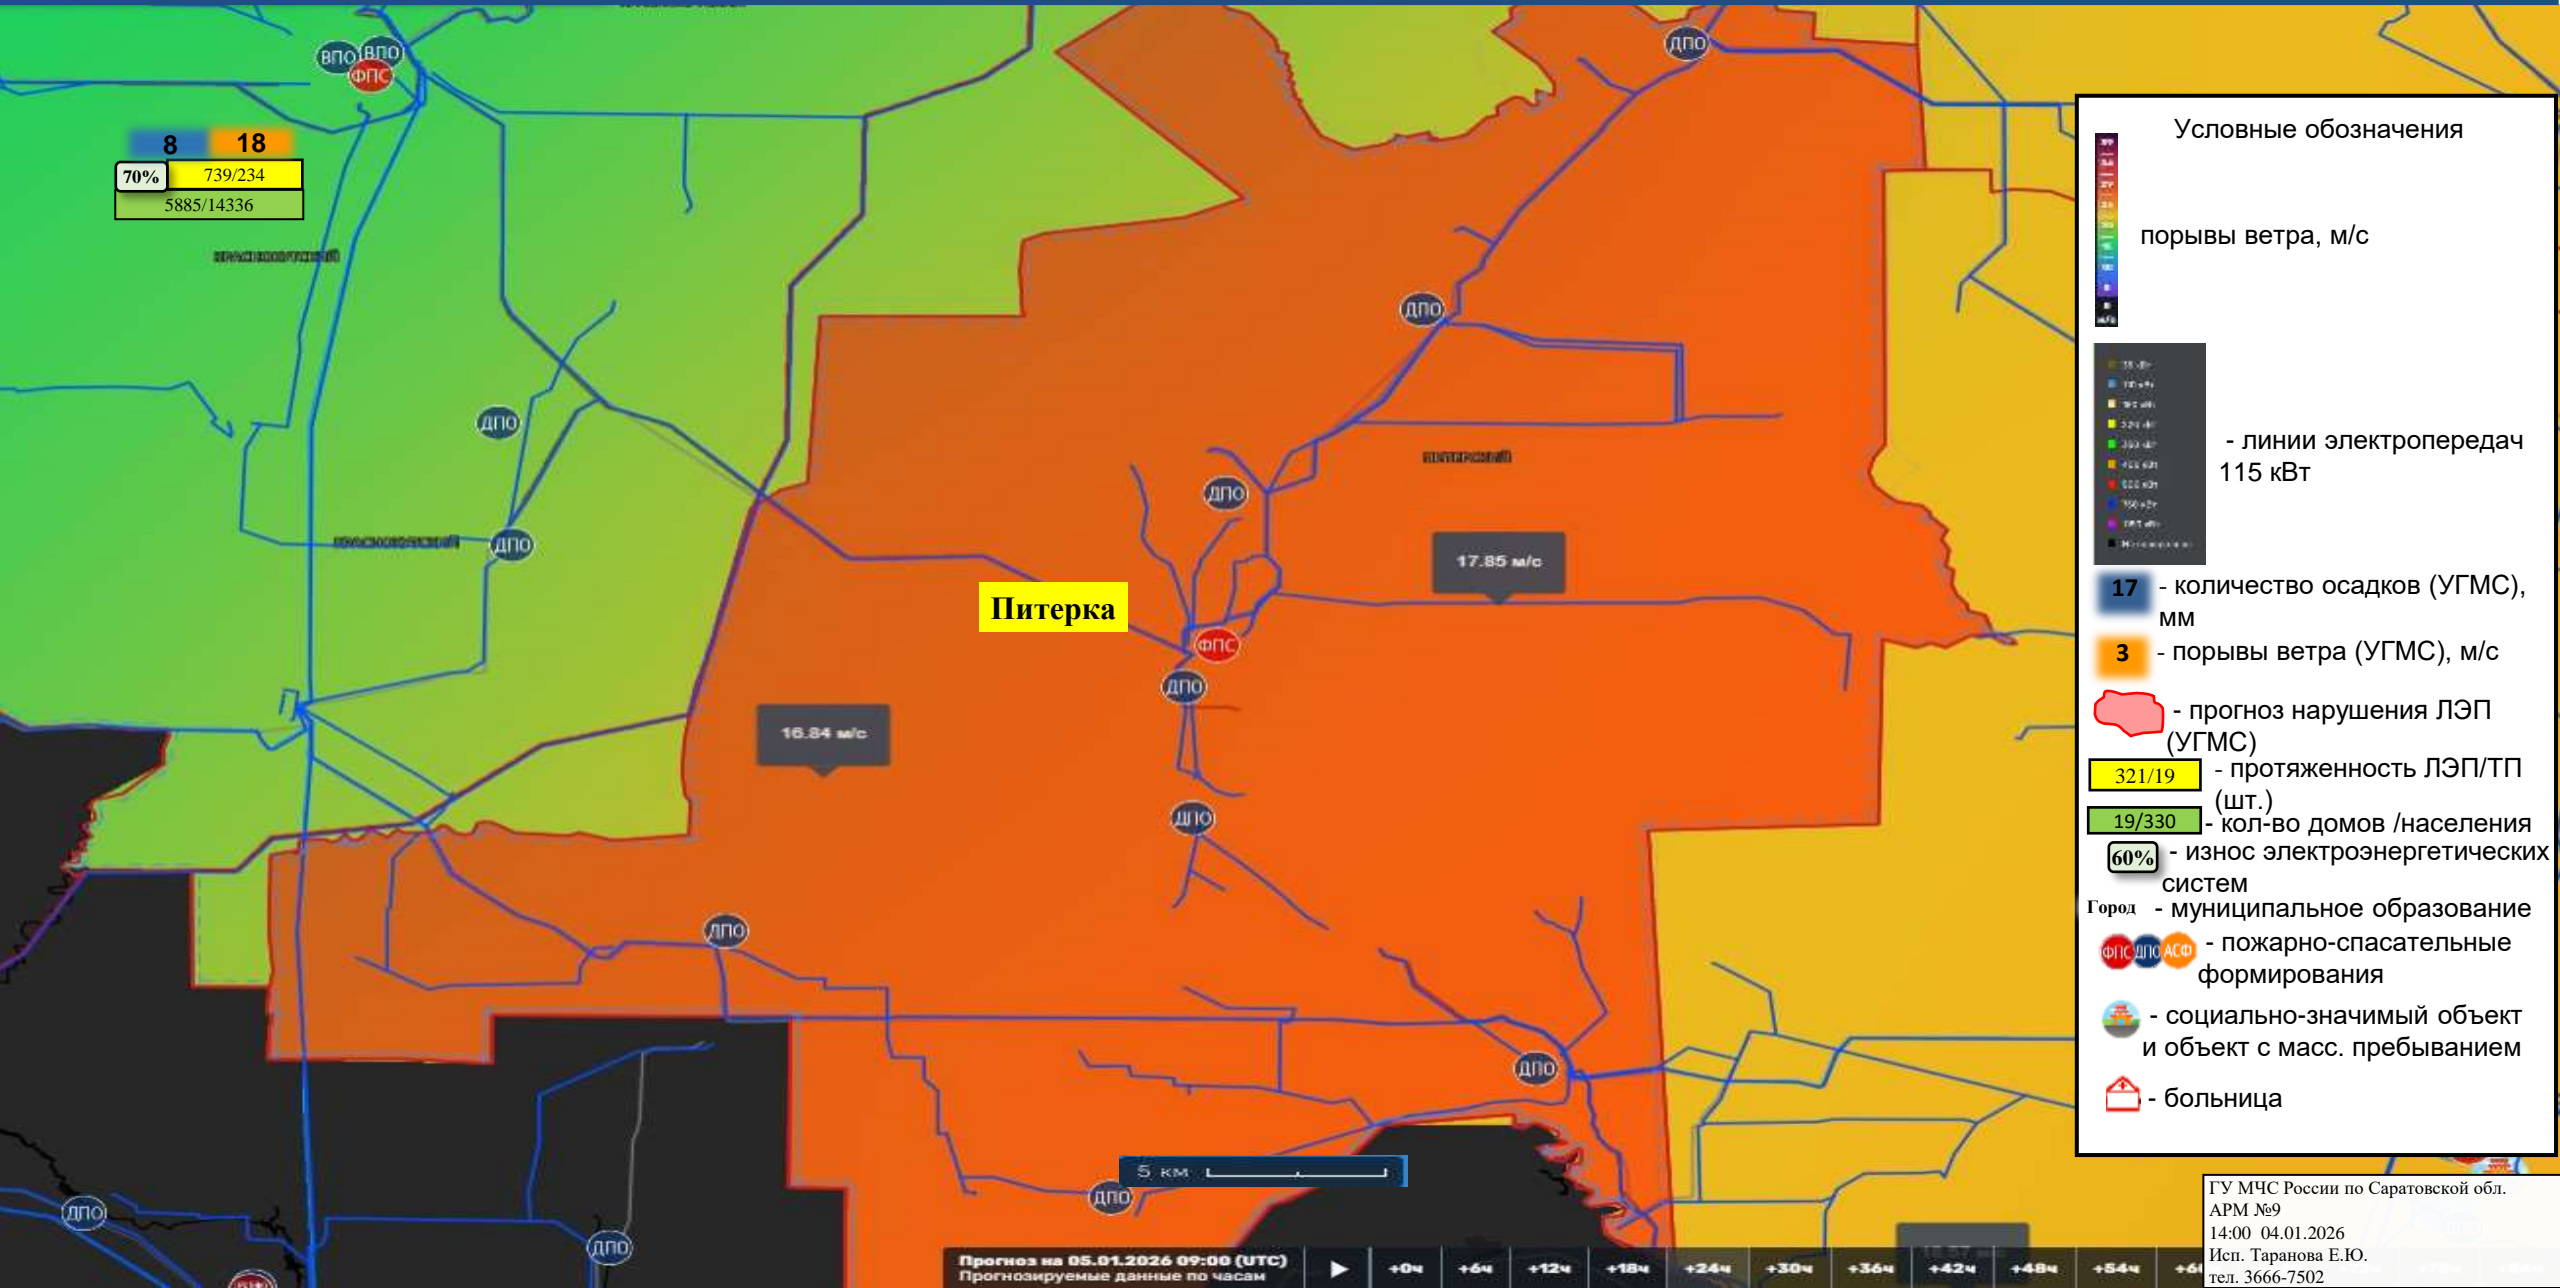 ВПО
ВПО
ФПС
ДПО
8
18
70%
739/234
5885/14336
ДПО
ДПО
ДПО
ДПО
17.85 м/с
Питерка
ФПС
ДПО
16.84 м/с
ДПО
ДПО
ДПО
5 км
ДПО
ДПО
ДПО
Прогноз на 05.01.2026 09:00 (UTC)
Прогнозируемые данные по часам
+0ч
+6ч
+12ч
+18ч
+24ч
+30ч
+36ч
+42ч
+48ч
+54ч
Условные обозначения
порывы ветра, м/с
- линии электропередач
115 кВт
17 - количество осадков (УГМС),
мм
3 - порывы ветра (УГМС), м/с
- прогноз нарушения ЛЭП
(УГМС)
321/19 - протяженность ЛЭП/ТП
(шт.)
19/330 - кол-во домов /населения
60% - износ электроэнергетических
систем
Город - муниципальное образование
ФПС ДПО АСФ - пожарно-спасательные
формирования
- социально-значимый объект
и объект с масс. пребыванием
- больница
ГУ МЧС России по Саратовской обл.
АРМ №9
14:00 04.01.2026
Исп. Таранова Е.Ю.
тел. 3666-7502